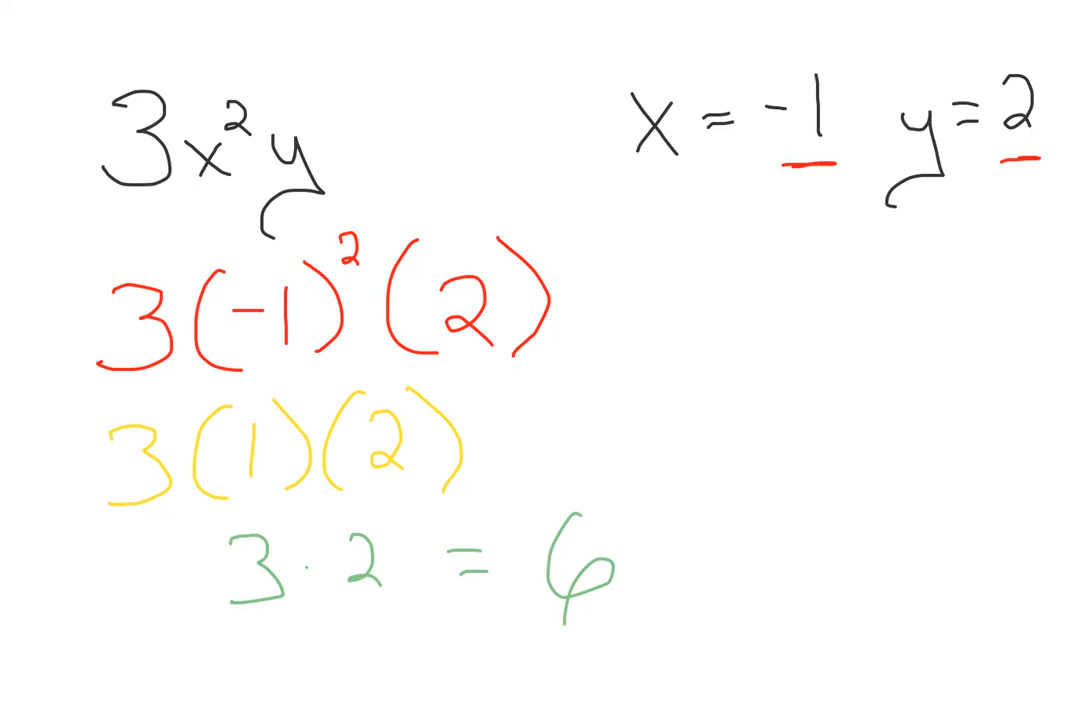 3x²y
x = -1 y = 2
3(-1)²(2)
3(1)(2)
3 · 2 = 6